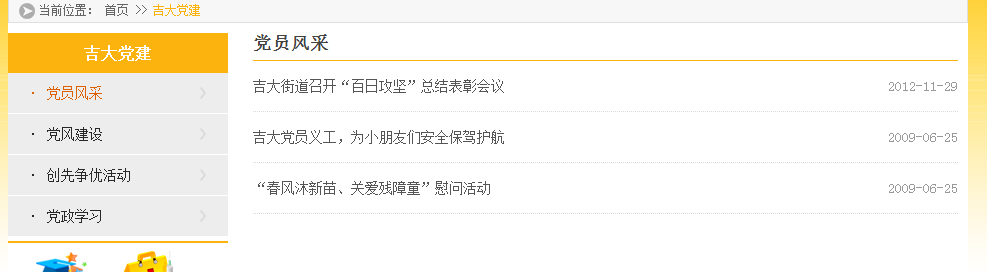 当前位置： 首页 >> 吉大党建
吉大党建
· 党员风采
· 党风建设
· 创先争优活动
· 党政学习
党员风采
吉大街道召开“百日攻坚”总结表彰会议 2012-11-29
吉大党员义工，为小朋友们安全保驾护航 2009-06-25
“春风沐新苗、关爱残障童”慰问活动 2009-06-25